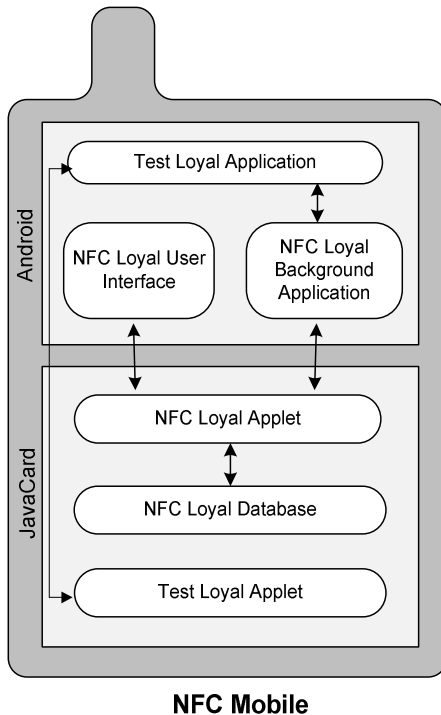 Android
Test Loyal Application
NFC Loyal User
Interface
NFC Loyal
Background
Application
JavaCard
NFC Loyal Applet
NFC Loyal Database
Test Loyal Applet
NFC Mobile